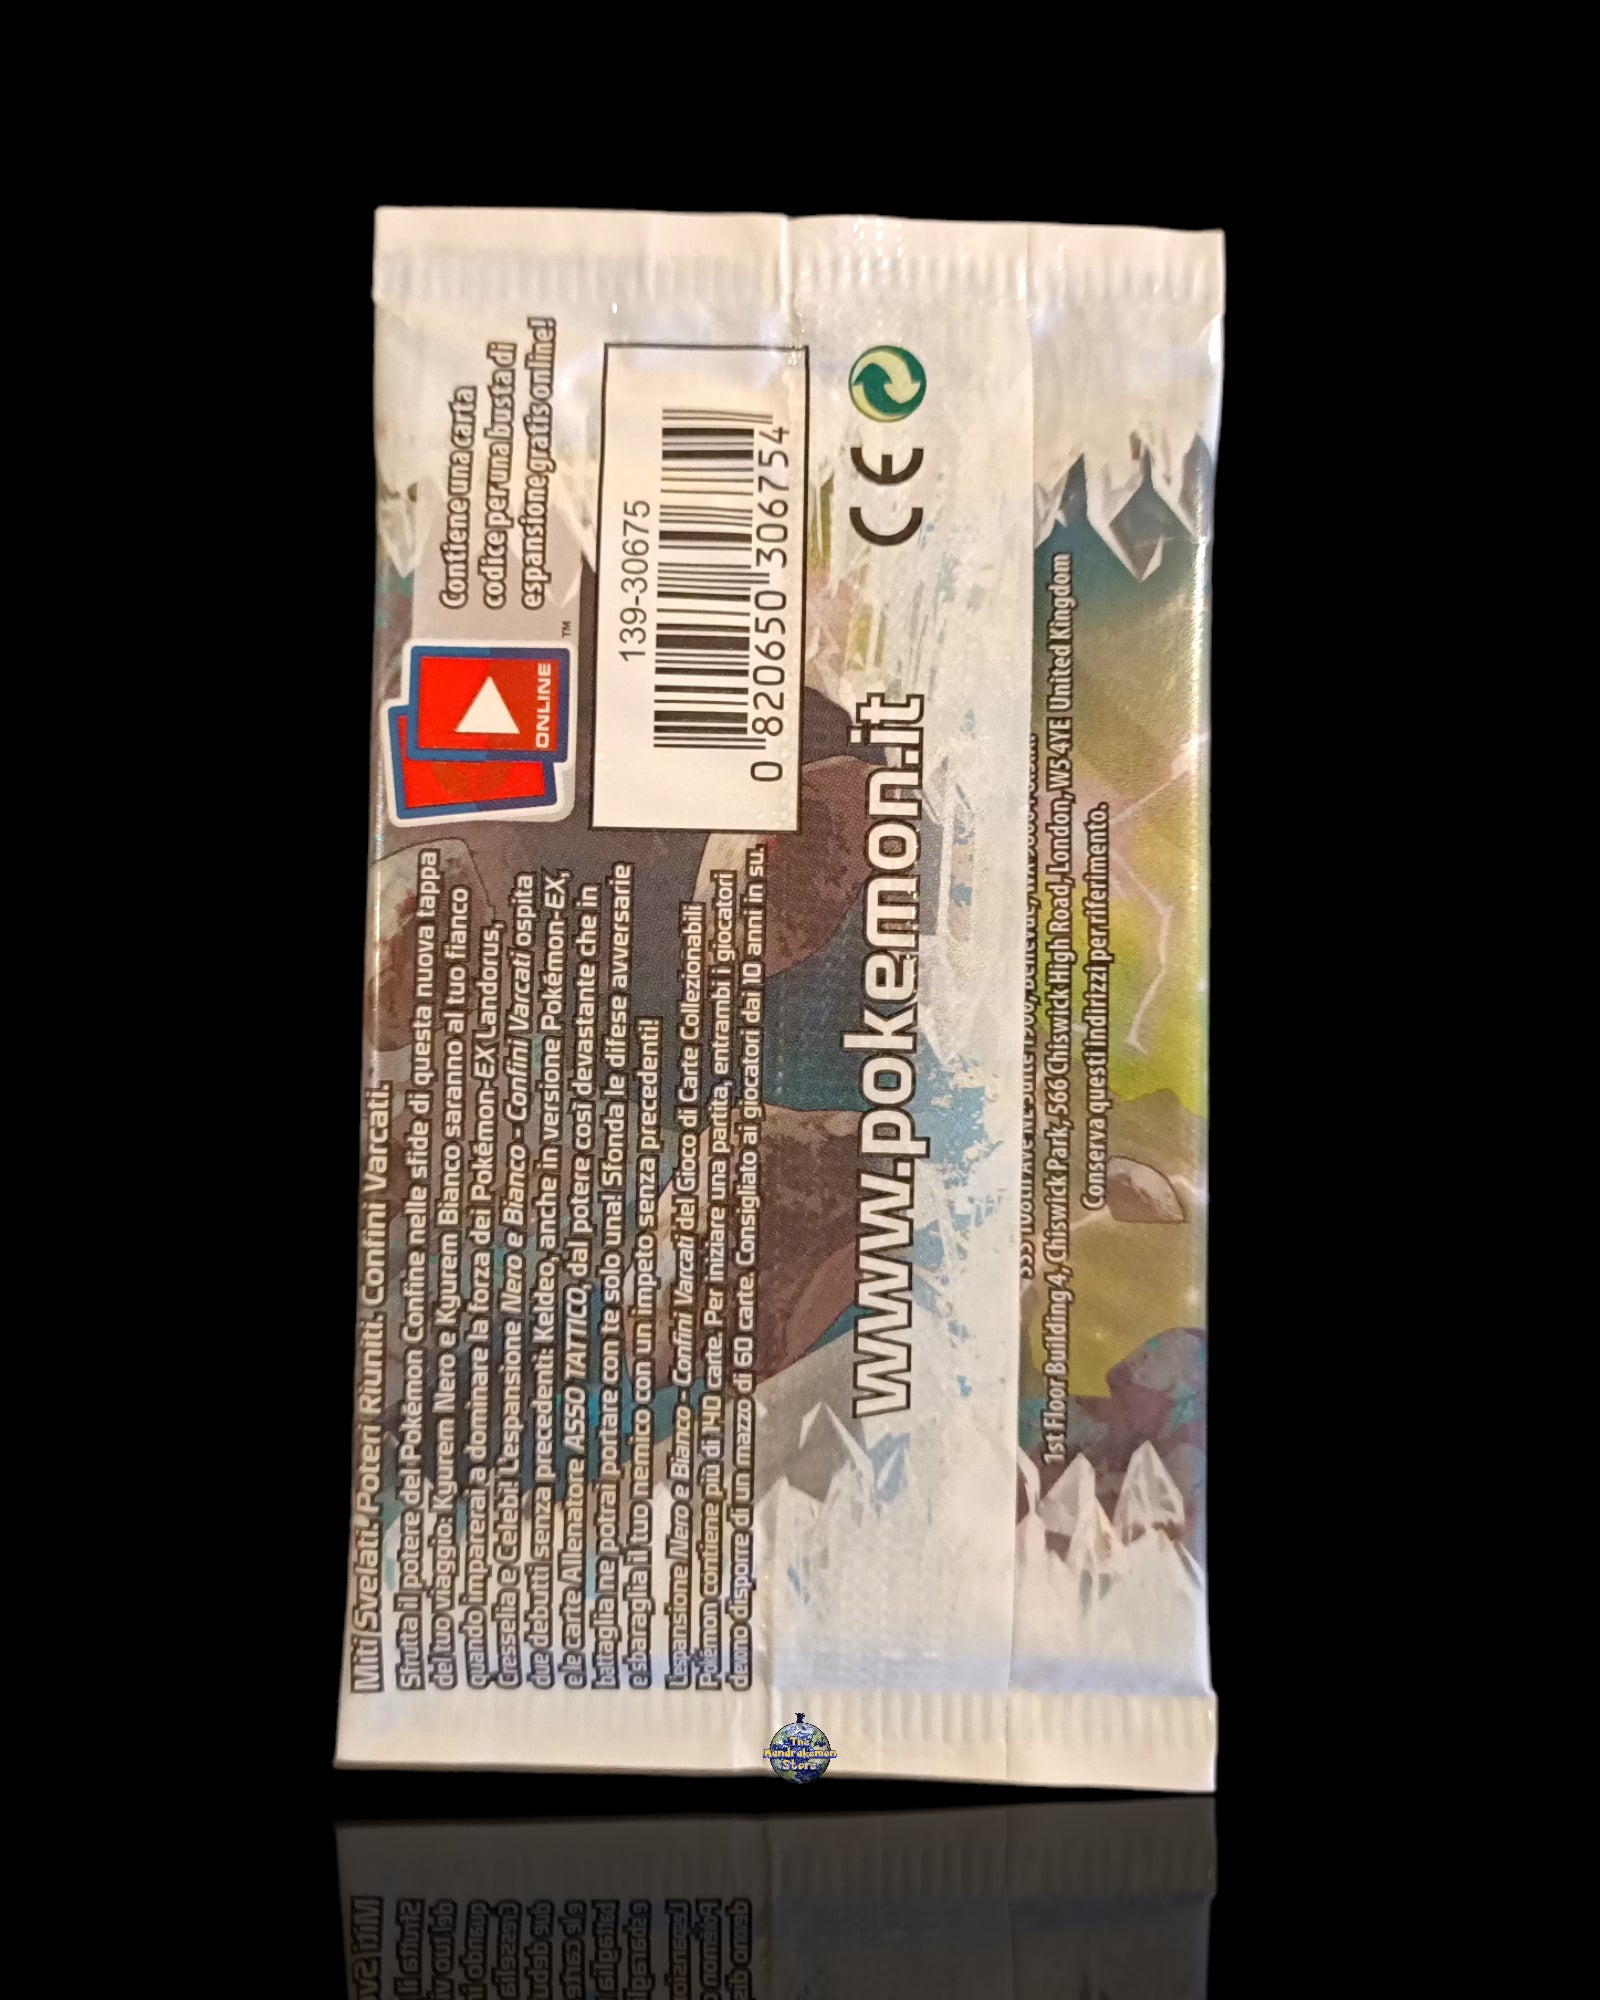 Miti Svelati. Poteri Riuniti. Confini Varcati.
Sfrutta il potere dei Pokémon Confine nelle sfide di questa nuova tappa
del tuo viaggio: Kyurem Nero e Kyurem Bianco saranno al tuo fianco
quando imparerai a dominare la forza dei Pokémon-EX Landorus,
Cresselia e Celebi! L'espansione Nero e Bianco - Confini Varcati ospita
due debutti senza precedenti: Keldeo, anche in versione Pokémon-EX,
e le carte Allenatore ASSO TATTICO, dal potere così devastante che in
battaglia ne potrai portare con te solo una! Sfonda le difese avversarie
e sbaraglia il tuo nemico con un impeto senza precedenti!
L'espansione Nero e Bianco - Confini Varcati del Gioco di Carte Collezionabili
Pokémon contiene più di 140 carte. Per iniziare una partita, entrambi i giocatori
devono disporre di un mazzo di 60 carte. Consigliato ai giocatori dai 10 anni in su.
ONLINE
TM
Contiene una carta
codice per una busta di
espansione gratis online!
139-30675
0 820650 306754
www.pokemon.it
CE
1st Floor Building 4, Chiswick Park, 566 Chiswick High Road, London, W5 4YE United Kingdom
Conserva questi indirizzi per riferimento.
The
Mandrakemon
Store